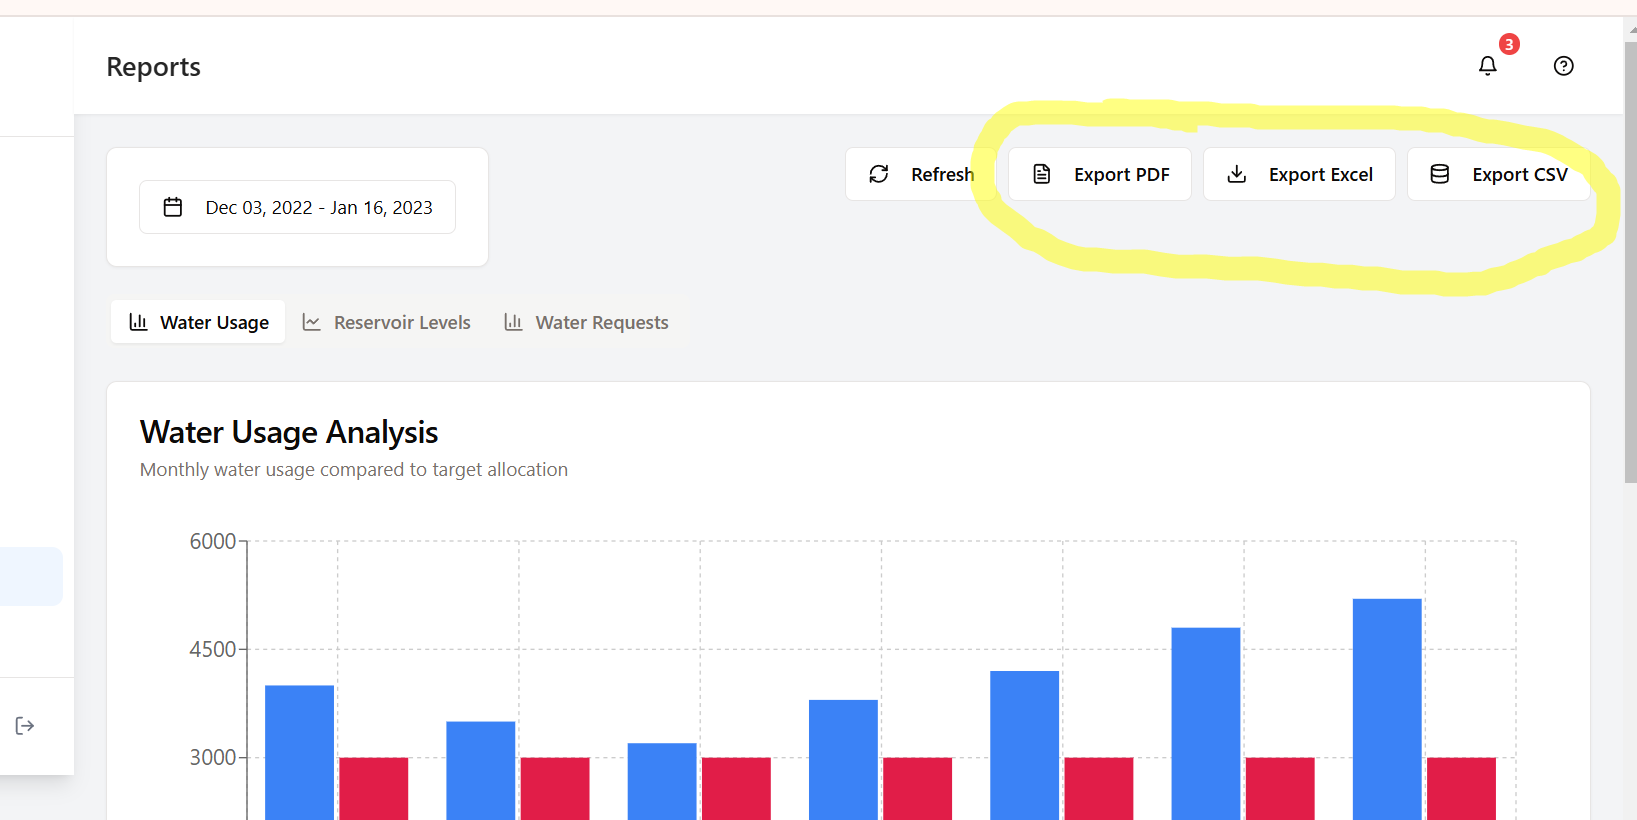 Reports
3
Refresh
Export PDF
Export Excel
Export CSV
Dec 03, 2022 - Jan 16, 2023
Water Usage
Reservoir Levels
Water Requests
Water Usage Analysis
Monthly water usage compared to target allocation
6000
4500
3000